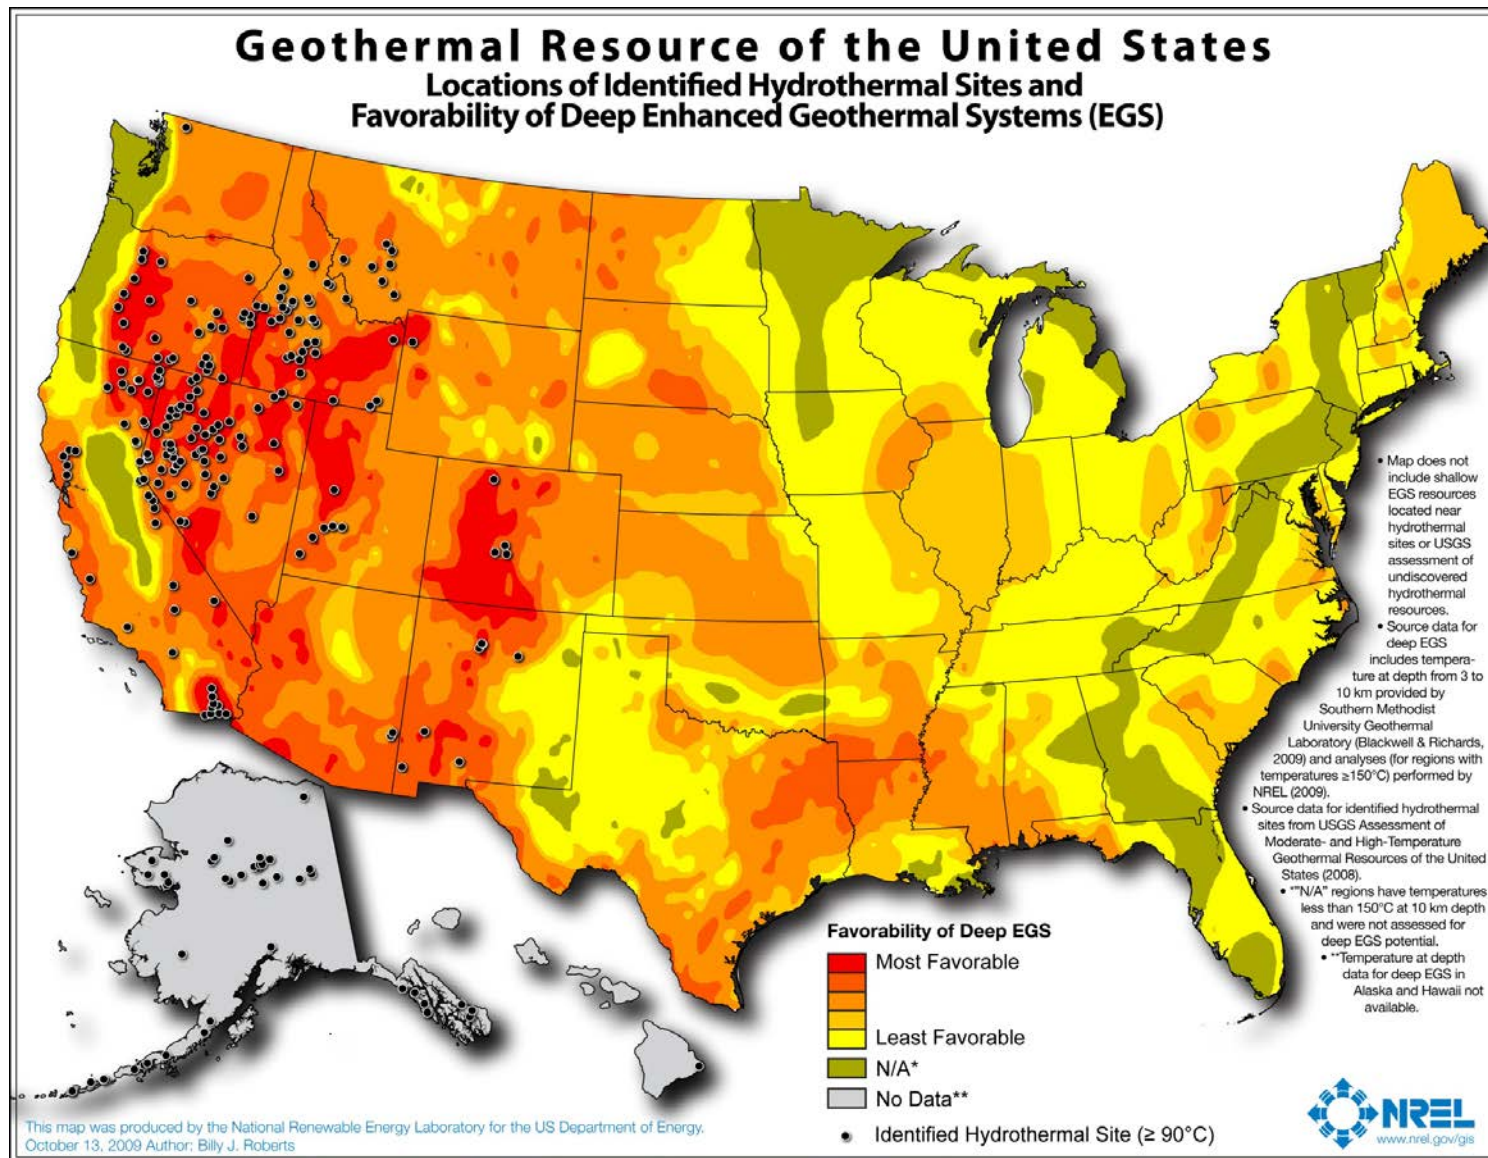 Geothermal Resource of the United States
Locations of Identified Hydrothermal Sites and
Favorability of Deep Enhanced Geothermal Systems (EGS)
• Map does not
include shallow
EGS resources
located near
hydrothermal
sites or USGS
assessment of
undiscovered
hydrothermal
resources.
• Source data for
deep EGS
includes tempera-
ture at depth from 3 to
10 km provided by
Southern Methodist
University Geothermal
Laboratory (Blackwell & Richards,
2009) and analyses (for regions with
temperatures ≥150°C) performed by
NREL (2009).
• Source data for identified hydrothermal
sites from USGS Assessment of
Moderate- and High-Temperature
Geothermal Resources of the United
States (2008).
• *"N/A" regions have temperatures
less than 150°C at 10 km depth
and were not assessed for
deep EGS potential.
• **Temperature at depth
data for deep EGS in
Alaska and Hawaii not
available.
Favorability of Deep EGS
Most Favorable
Least Favorable
N/A*
No Data**
Identified Hydrothermal Site (≥ 90°C)
This map was produced by the National Renewable Energy Laboratory for the US Department of Energy.
October 13, 2009 Author: Billy J. Roberts
NREL
www.nrel.gov/gis